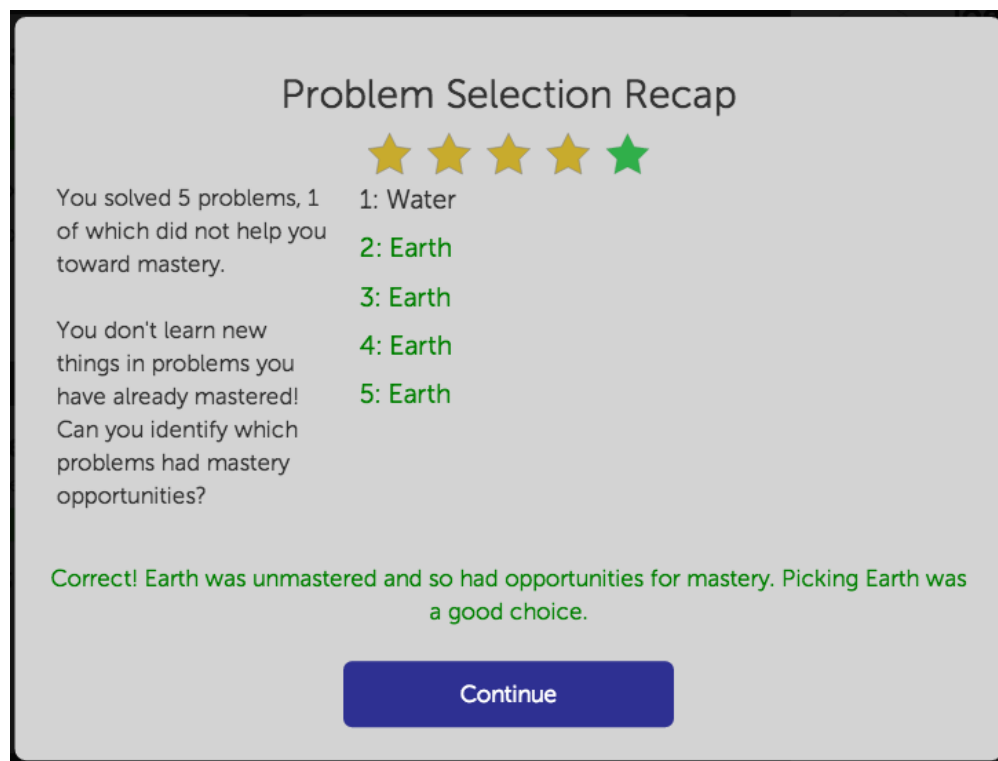 Problem Selection Recap
You solved 5 problems, 1
of which did not help you
toward mastery.
You don't learn new
things in problems you
have already mastered!
Can you identify which
problems had mastery
opportunities?
1: Water
2: Earth
3: Earth
4: Earth
5: Earth
Correct! Earth was unmastered and so had opportunities for mastery. Picking Earth was
a good choice.
Continue